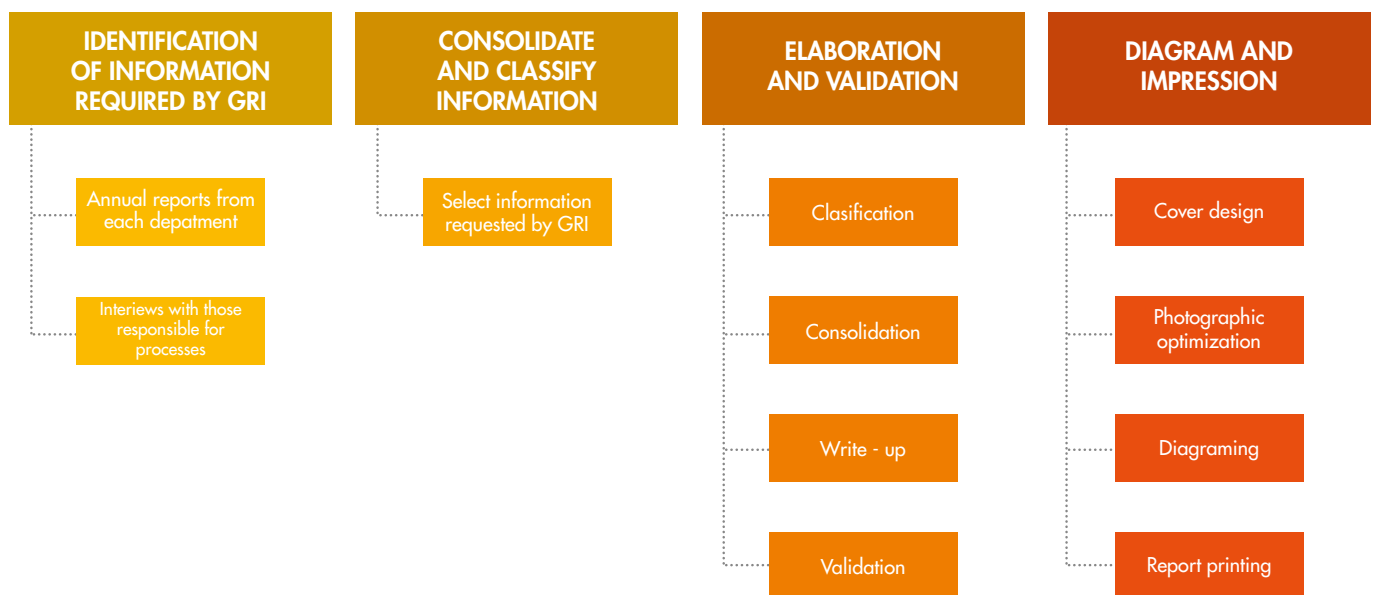 IDENTIFICATION
OF INFORMATION
REQUIRED BY GRI
Annual reports from
each depatment
Interiews with those
responsible for
processes
CONSOLIDATE
AND CLASSIFY
INFORMATION
Select information
requested by GRI
ELABORATION
AND VALIDATION
Clasification
Consolidation
Write - up
Validation
DIAGRAM AND
IMPRESSION
Cover design
Photographic
optimization
Diagraming
Report printing